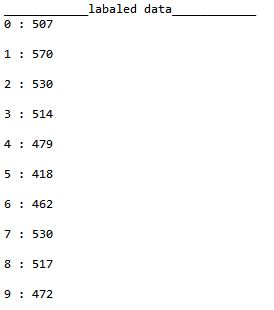 ____________labaled data____________
0 : 507
1 : 570
2 : 530
3 : 514
4 : 479
5 : 418
6 : 462
7 : 530
8 : 517
9 : 472